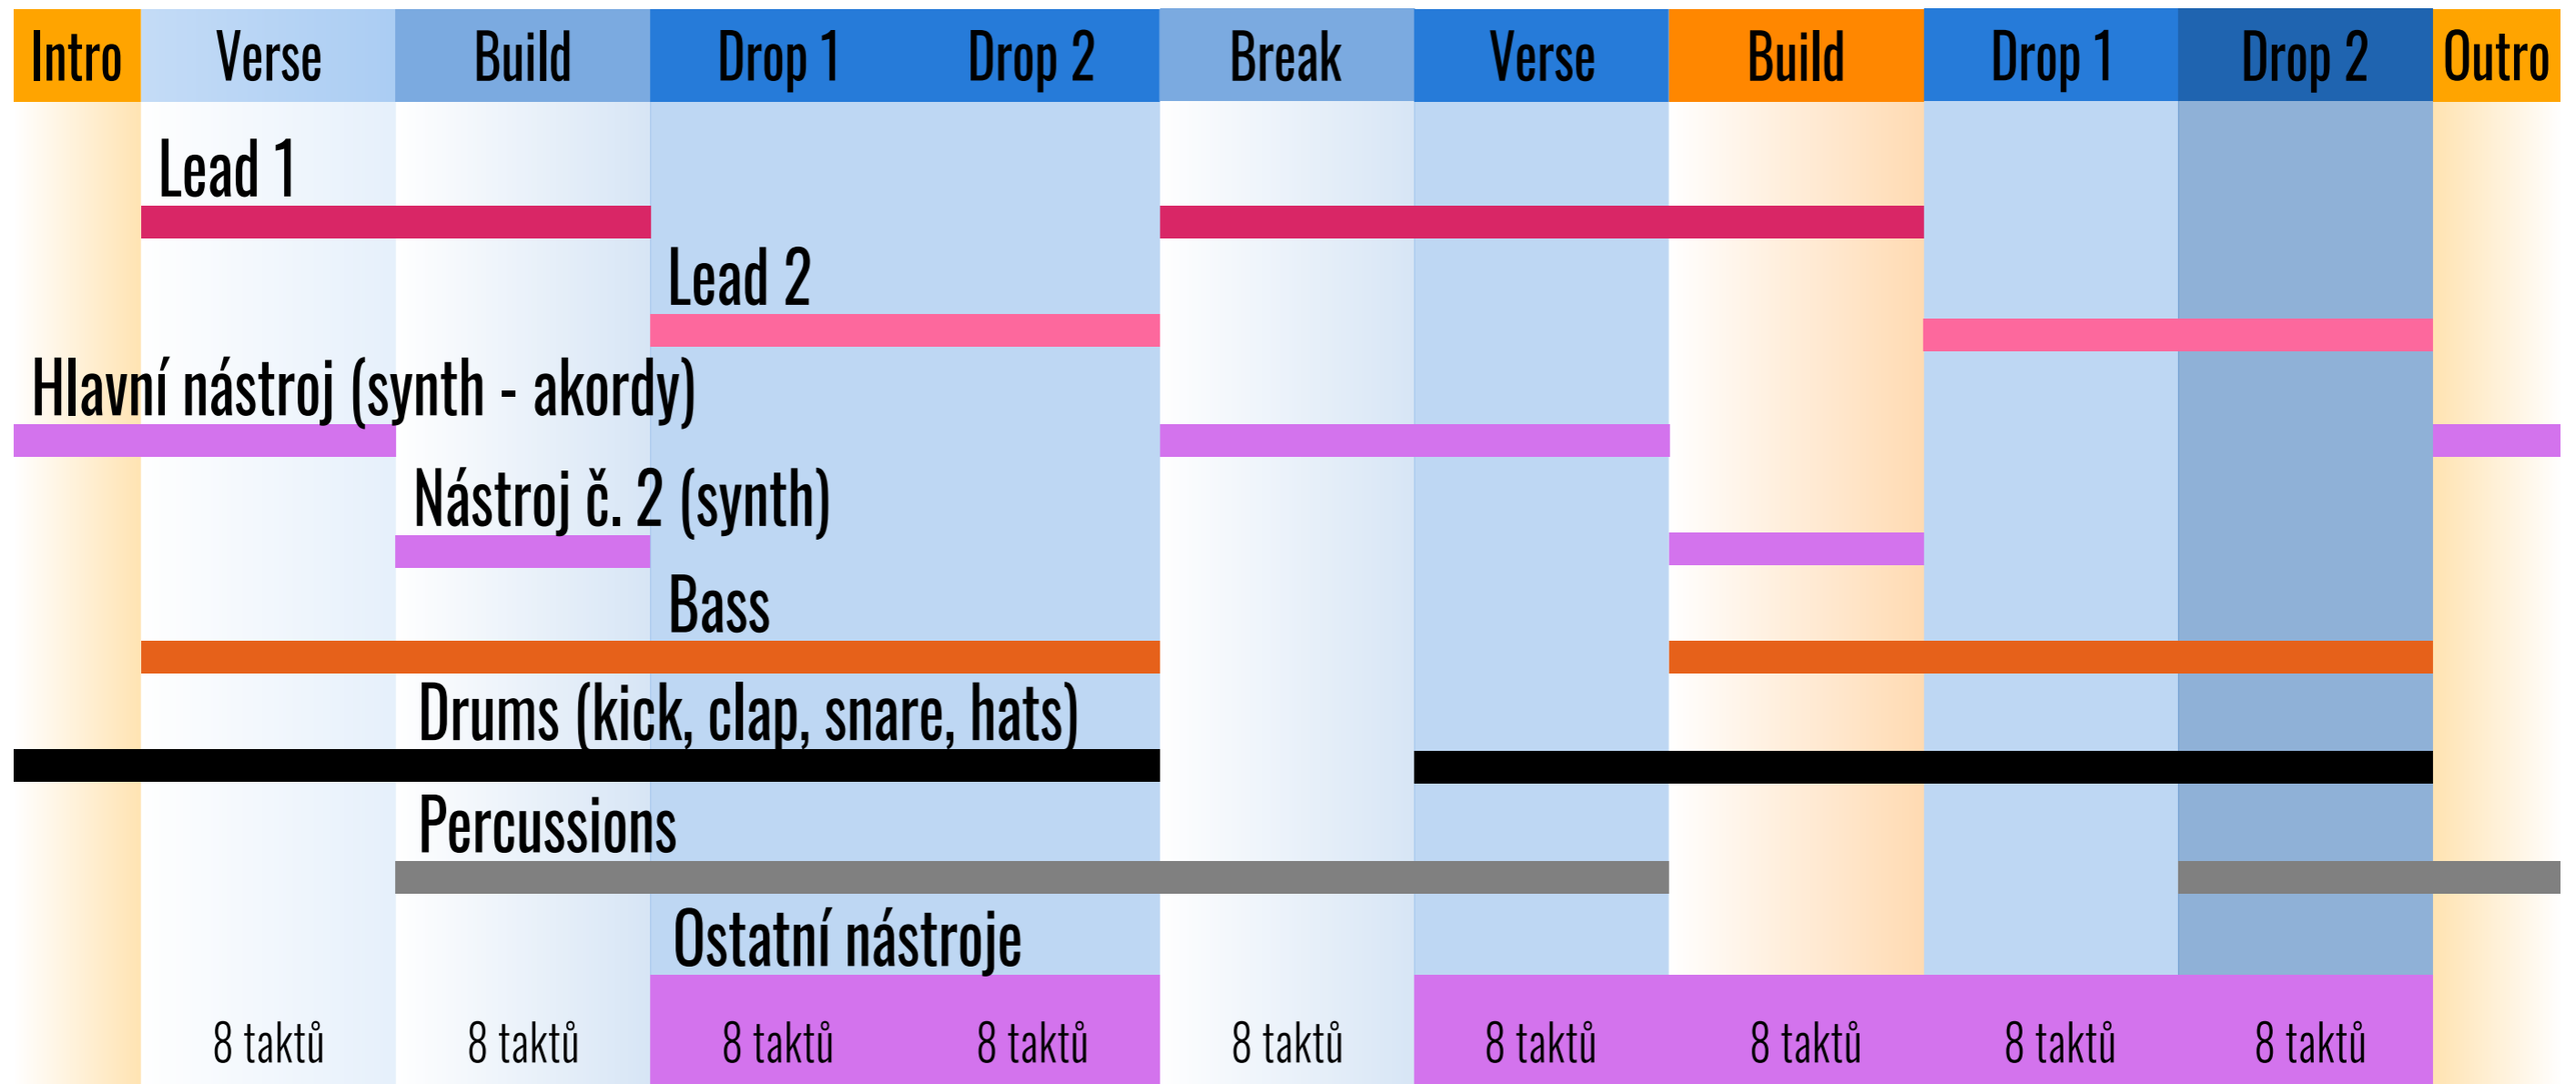 Intro Verse Build Drop 1 Drop 2 Break Verse Build Drop 1 Drop 2 Outro
Lead 1
Lead 2
Hlavní nástroj (synth - akordy)
Nástroj č. 2 (synth)
Bass
Drums (kick, clap, snare, hats)
Percussions
Ostatní nástroje
8 taktů 8 taktů 8 taktů 8 taktů 8 taktů 8 taktů 8 taktů 8 taktů 8 taktů